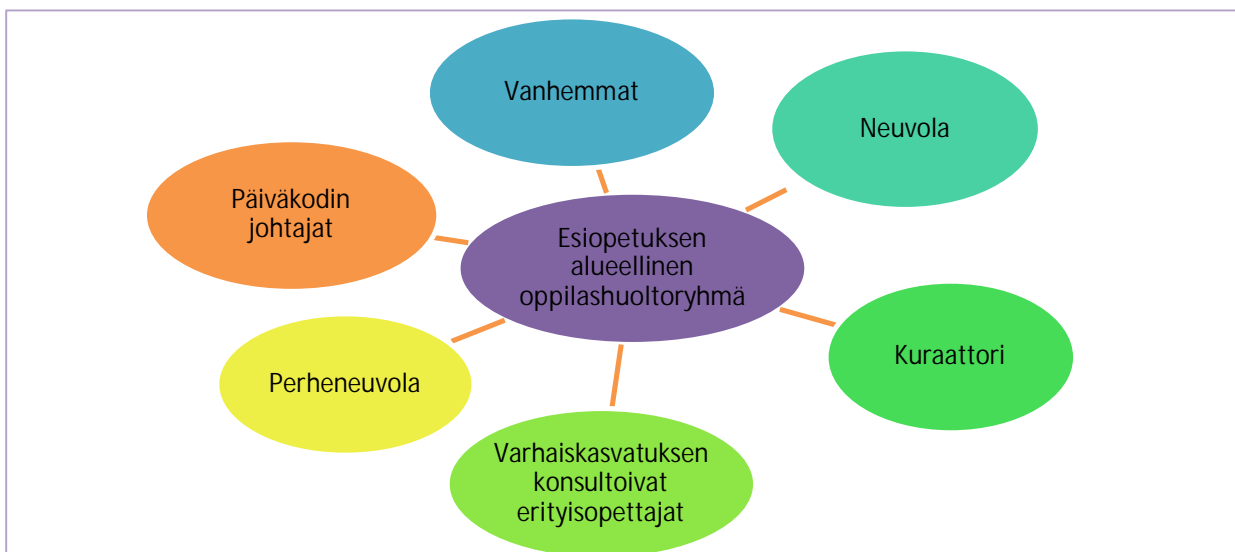 Vanhemmat
Neuvola
Päiväkodin
johtajat
Esiopetuksen
alueellinen
oppilashuoltoryhmä
Kuraattori
Perheneuvola
Varhaiskasvatuksen
konsultoivat
erityisopettajat